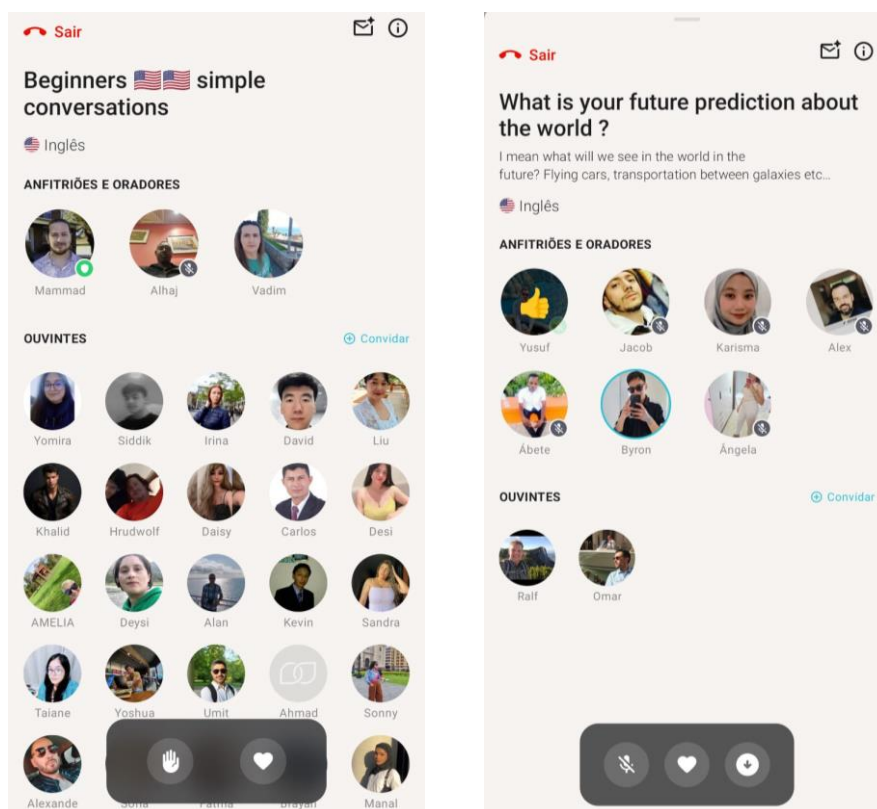 Sair
Beginners 🇺🇸🇺🇸 simple
conversations
Inglês
ANFITRIÕES E ORADORES
Mammad Alhaj Vadim
OUVINTES Convidar
Yomira Siddik Irina David Liu
Khalid Hrudwolf Daisy Carlos Desi
AMELIA Deysi Alan Kevin Sandra
Taiane Yoshua Umit Ahmad Sonny
Alexande Manal
Sair
What is your future prediction about
the world ?
I mean what will we see in the world in the
future? Flying cars, transportation between galaxies etc...
Inglês
ANFITRIÕES E ORADORES
Yusuf Jacob Karisma Alex
Ábete Byron Ângela
OUVINTES Convidar
Ralf Omar